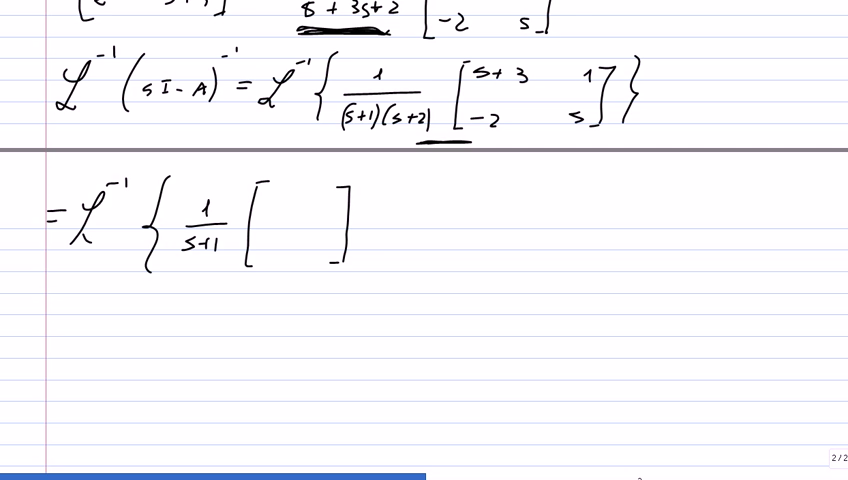 s² + 3s + 2 [ -2 s ]
ℒ⁻¹ (sI - A)⁻¹ = ℒ⁻¹ { 1/((s+1)(s+2)) [ s+3 1 ; -2 s ] }
= ℒ⁻¹ { 1/(s+1) [ ]
2 / 2